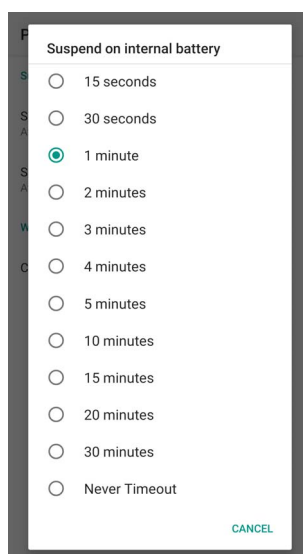 Suspend on internal battery
15 seconds
30 seconds
1 minute
2 minutes
3 minutes
4 minutes
5 minutes
10 minutes
15 minutes
20 minutes
30 minutes
Never Timeout
CANCEL